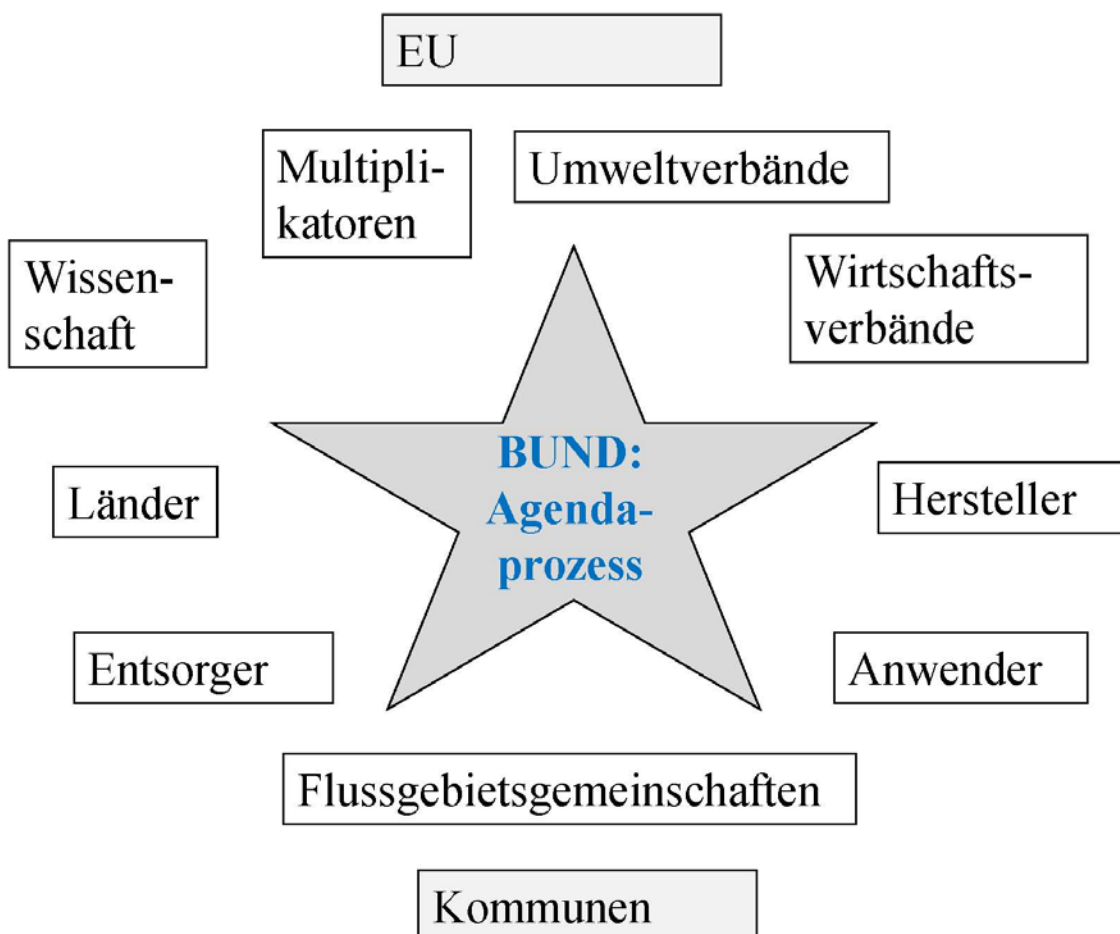 EU
Multipli-
katoren
Umweltverbände
Wissen-
schaft
Wirtschafts-
verbände
BUND:
Agenda-
prozess
Länder
Hersteller
Entsorger
Anwender
Flussgebietsgemeinschaften
Kommunen